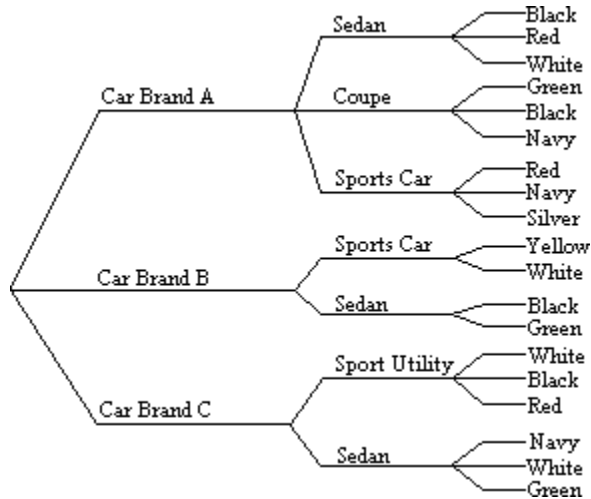 Car Brand A
Sedan
Black
Red
White
Coupe
Green
Black
Navy
Sports Car
Red
Navy
Silver
Car Brand B
Sports Car
Yellow
White
Sedan
Black
Green
Car Brand C
Sport Utility
White
Black
Red
Sedan
Navy
White
Green